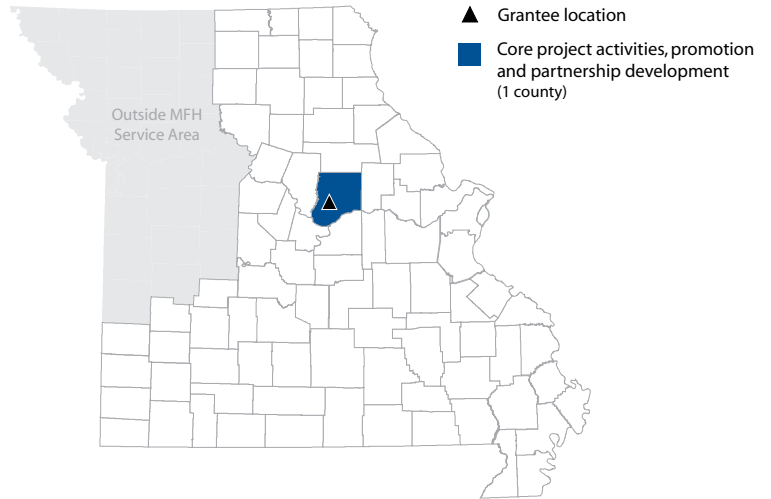 Grantee location
Core project activities, promotion
and partnership development
(1 county)
Outside MFH
Service Area